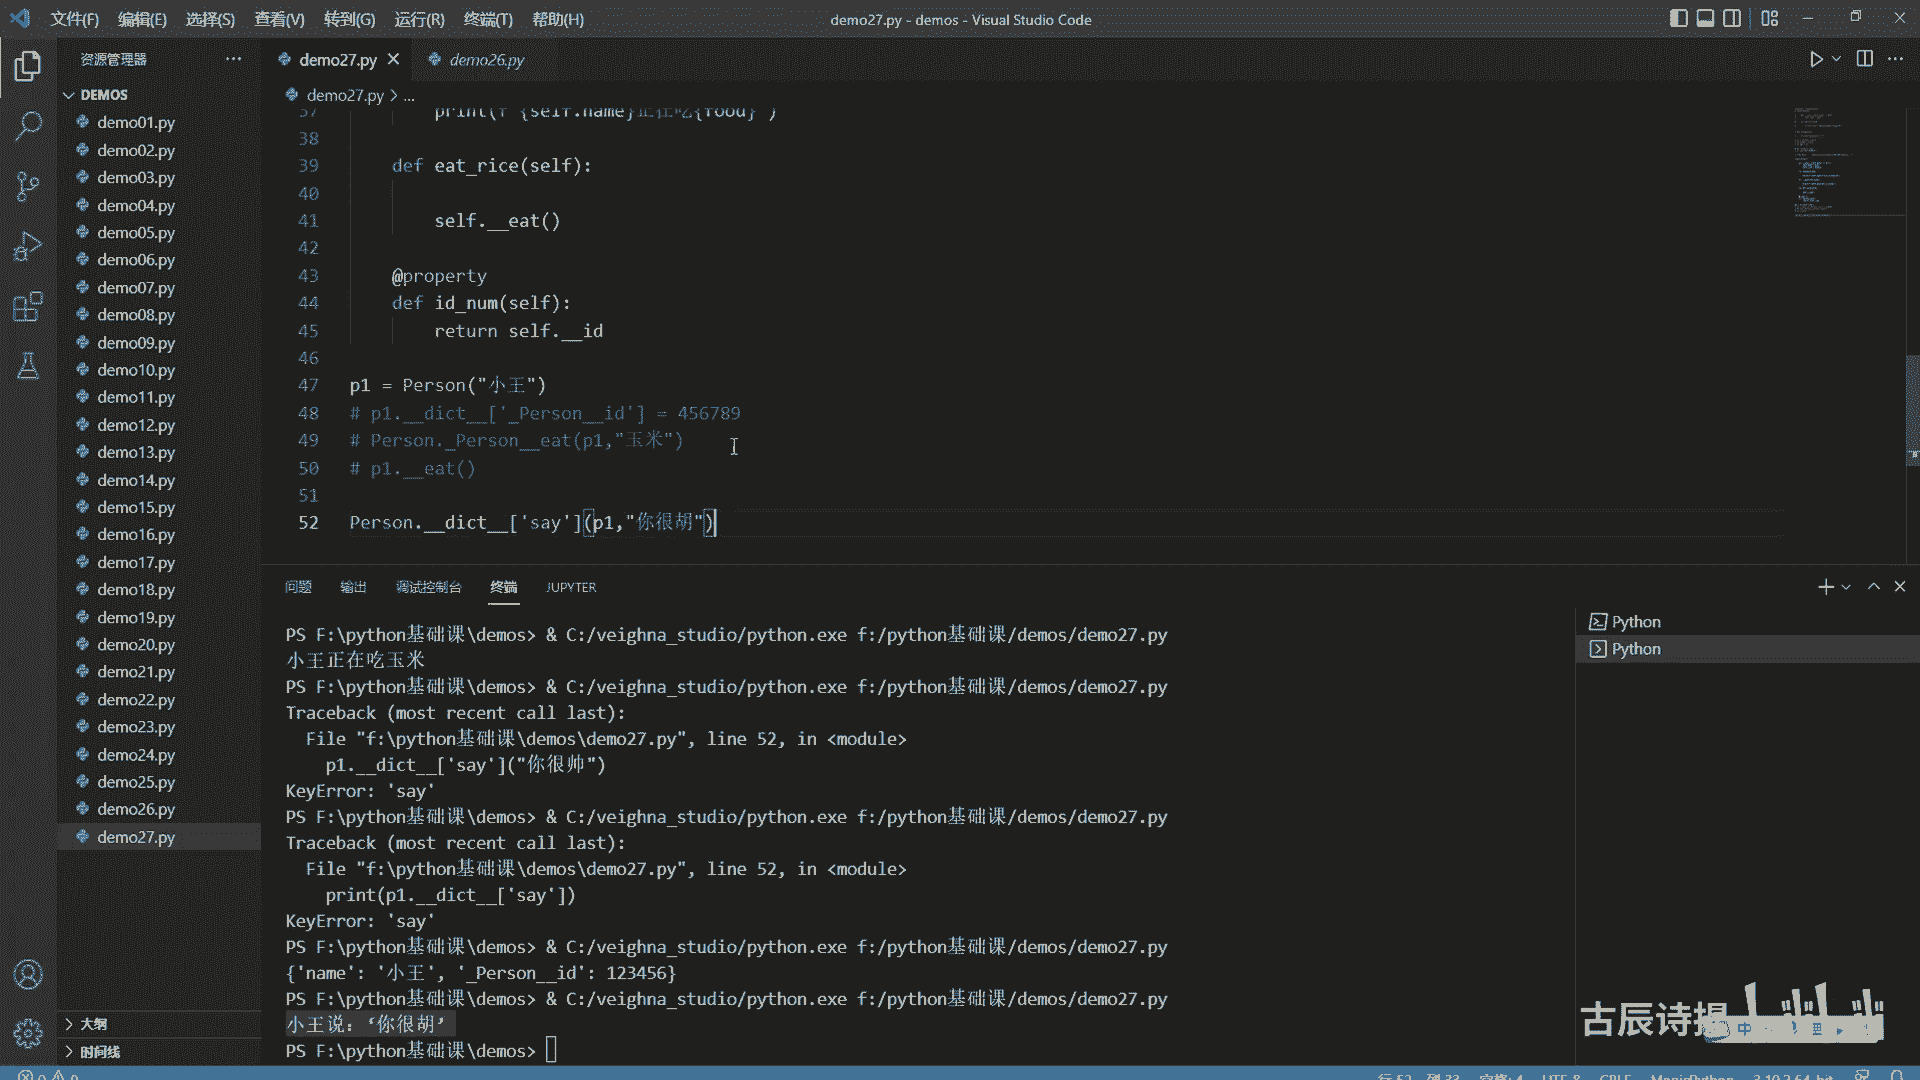 文件(F) 编辑(E) 选择(S) 查看(V) 转到(G) 运行(R) 终端(T) 帮助(H)
demo27.py - demos - Visual Studio Code
资源管理器
DEMOS
demo01.py
demo02.py
demo03.py
demo04.py
demo05.py
demo06.py
demo07.py
demo08.py
demo09.py
demo10.py
demo11.py
demo12.py
demo13.py
demo14.py
demo15.py
demo16.py
demo17.py
demo18.py
demo19.py
demo20.py
demo21.py
demo22.py
demo23.py
demo24.py
demo25.py
demo26.py
demo27.py
大纲
时间线
demo27.py demo26.py
demo27.py > ...
37 print(f"{self.name}正在吃{food}")
38
39 def eat_rice(self):
40
41 self.__eat()
42
43 @property
44 def id_num(self):
45 return self.__id
46
47 p1 = Person("小王")
48 # p1.__dict__['_Person__id'] = 456789
49 # Person._Person__eat(p1,"玉米")
50 # p1.__eat()
51
52 Person.__dict__['say'](p1,"你很胡")
问题 输出 调试控制台 终端 JUPYTER
PS F:\python基础课\demos> & C:/veighna_studio/python.exe f:/python基础课/demos/demo27.py
小王正在吃玉米
PS F:\python基础课\demos> & C:/veighna_studio/python.exe f:/python基础课/demos/demo27.py
Traceback (most recent call last):
File "f:\python基础课\demos\demo27.py", line 52, in <module>
p1.__dict__['say']("你很帅")
KeyError: 'say'
PS F:\python基础课\demos> & C:/veighna_studio/python.exe f:/python基础课/demos/demo27.py
Traceback (most recent call last):
File "f:\python基础课\demos\demo27.py", line 52, in <module>
print(p1.__dict__['say'])
KeyError: 'say'
PS F:\python基础课\demos> & C:/veighna_studio/python.exe f:/python基础课/demos/demo27.py
{'name': '小王', '_Person__id': 123456}
PS F:\python基础课\demos> & C:/veighna_studio/python.exe f:/python基础课/demos/demo27.py
小王说：‘你很胡’
PS F:\python基础课\demos>
Python
Python
古辰诗提
中